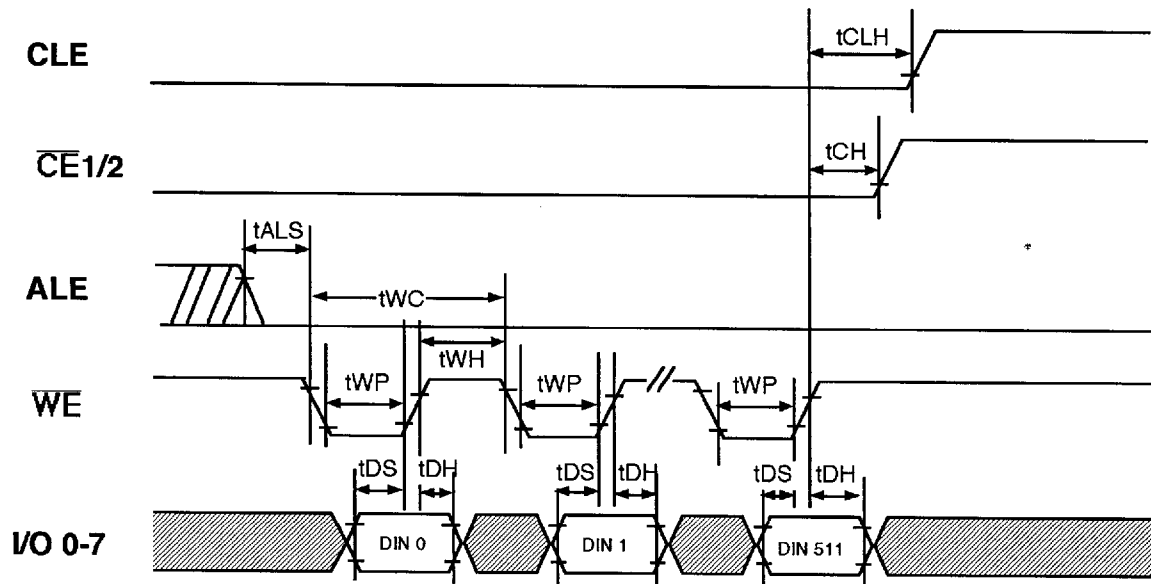 CLE
tCLH
CE1/2
tCH
ALE
tALS
tWC
tWH
WE
tWP
tWP
tWP
tDS
tDH
tDS
tDH
tDS
tDH
I/O 0-7
DIN 0
DIN 1
DIN 511